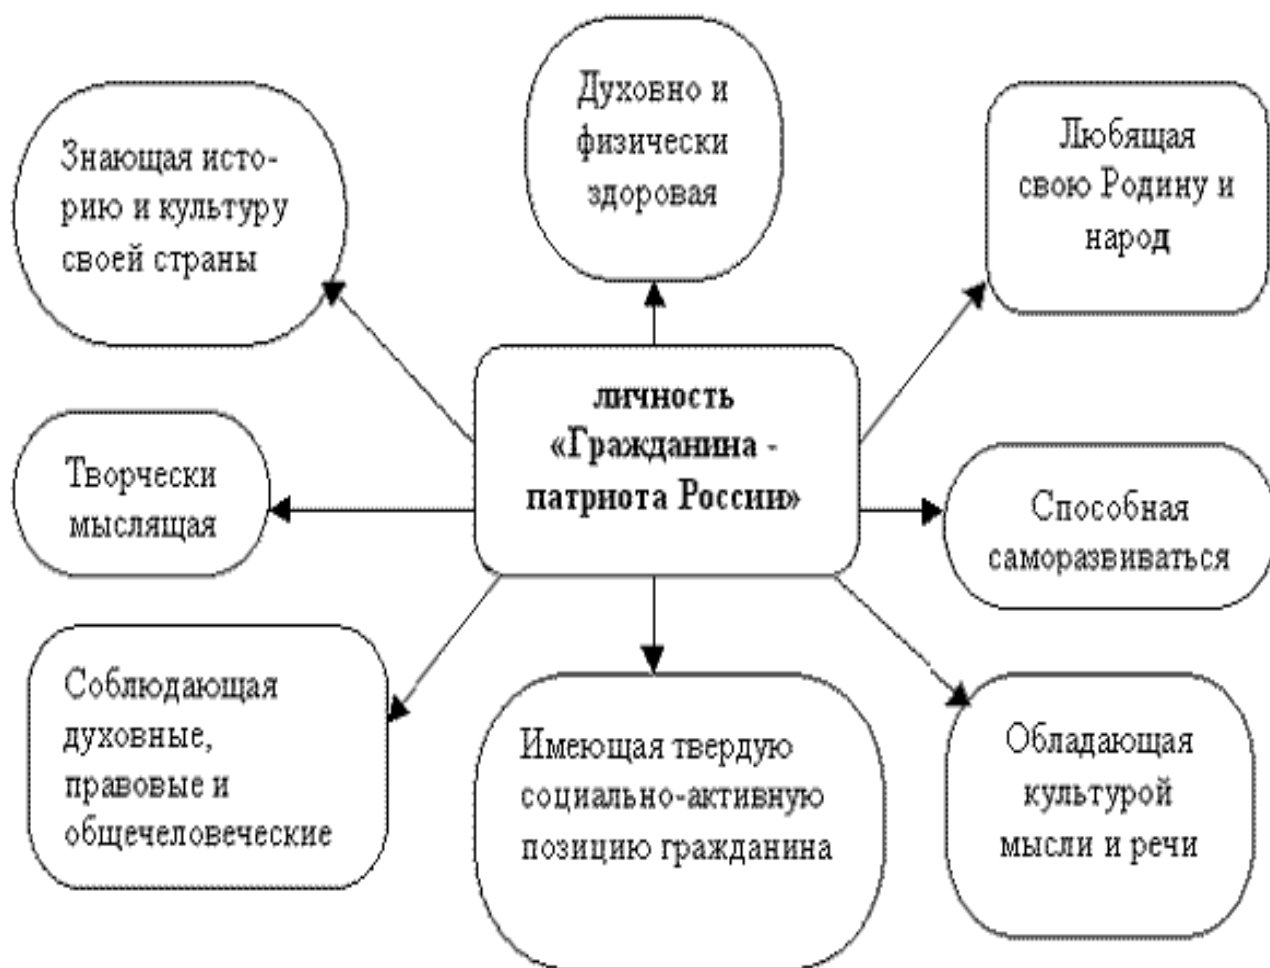 Духовно и
физически
здоровая
Знающая исто-
рию и культуру
своей страны
Любящая
свою Родину и
народ
личность
«Гражданина -
патриота России»
Творчески
мыслящая
Способная
саморазвиваться
Соблюдающая
духовные,
правовые и
общечеловеческие
Имеющая твердую
социально-активную
позицию гражданина
Обладающая
культурой
мысли и речи